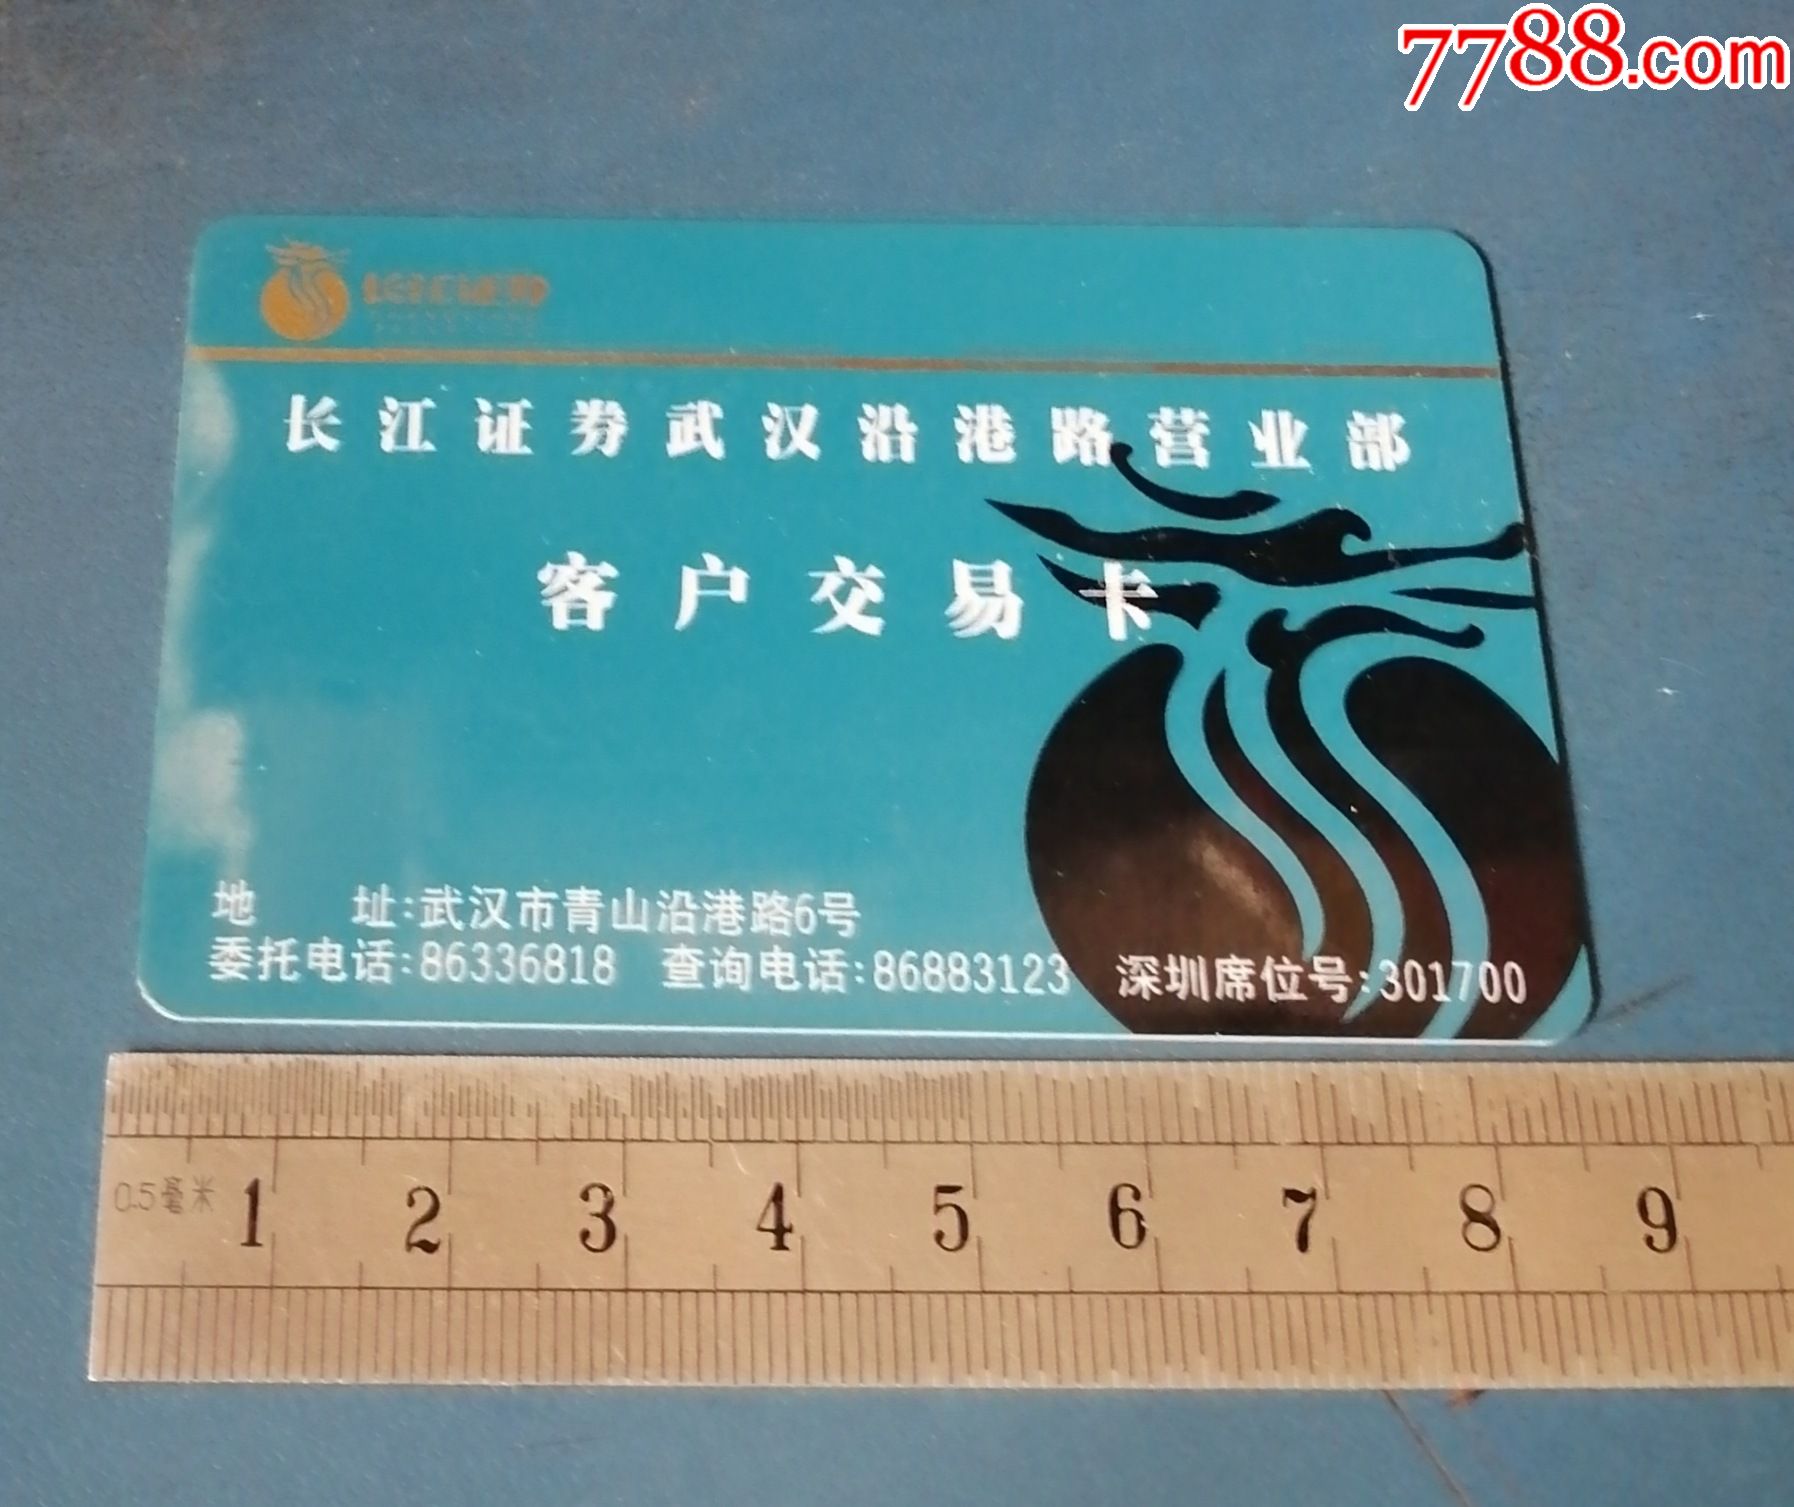 7788.com
长江证券武汉沿港路营业部
客户交易卡
地 址:武汉市青山沿港路6号
委托电话:86336818 查询电话:86883123 深圳席位号:301700
0.5毫米 1 2 3 4 5 6 7 8 9